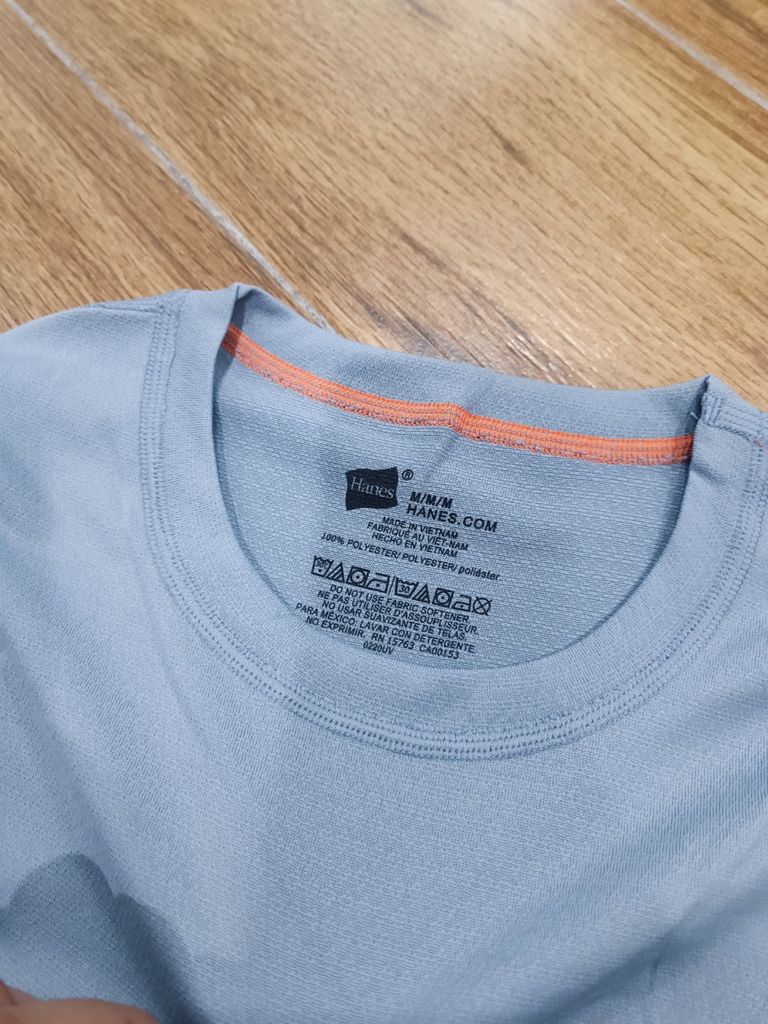 Hanes®
M/M/M
HANES.COM
MADE IN VIETNAM
FABRIQUÉ AU VIÊT-NAM
HECHO EN VIETNAM
100% POLYESTER/ POLYESTER/ poliéster
30
DO NOT USE FABRIC SOFTENER.
NE PAS UTILISER D'ASSOUPLISSEUR.
NO USAR SUAVIZANTE DE TELAS.
PARA MÉXICO: LAVAR CON DETERGENTE.
NO EXPRIMIR. RN 15763 CA00153
0220UV